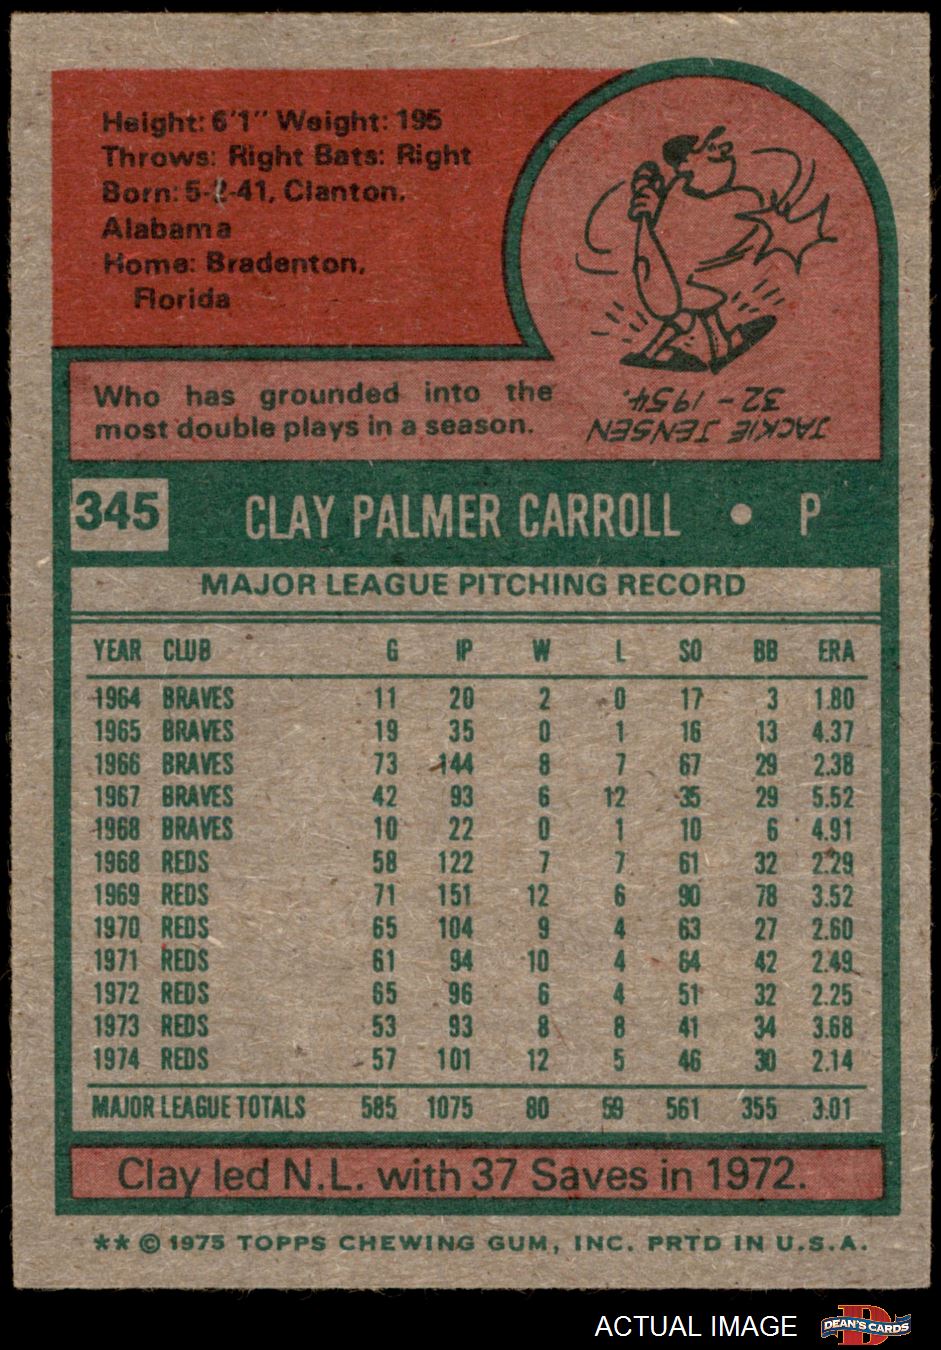 Height: 6'1" Weight: 195
Throws: Right Bats: Right
Born: 5-2-41, Clanton,
Alabama
Home: Bradenton,
Florida
Who has grounded into the
most double plays in a season.
JACKIE JENSEN
32 - 1954.
345 CLAY PALMER CARROLL • P
MAJOR LEAGUE PITCHING RECORD
YEAR CLUB G IP W L SO BB ERA
1964 BRAVES 11 20 2 0 17 3 1.80
1965 BRAVES 19 35 0 1 16 13 4.37
1966 BRAVES 73 144 8 7 67 29 2.38
1967 BRAVES 42 93 6 12 35 29 5.52
1968 BRAVES 10 22 0 1 10 6 4.91
1968 REDS 58 122 7 7 61 32 2.29
1969 REDS 71 151 12 6 90 78 3.52
1970 REDS 65 104 9 4 63 27 2.60
1971 REDS 61 94 10 4 64 42 2.49
1972 REDS 65 96 6 4 51 32 2.25
1973 REDS 53 93 8 8 41 34 3.68
1974 REDS 57 101 12 5 46 30 2.14
MAJOR LEAGUE TOTALS 585 1075 80 59 561 355 3.01
Clay led N.L. with 37 Saves in 1972.
** © 1975 TOPPS CHEWING GUM, INC. PRTD IN U.S.A.
ACTUAL IMAGE
D
DEAN'S CARDS